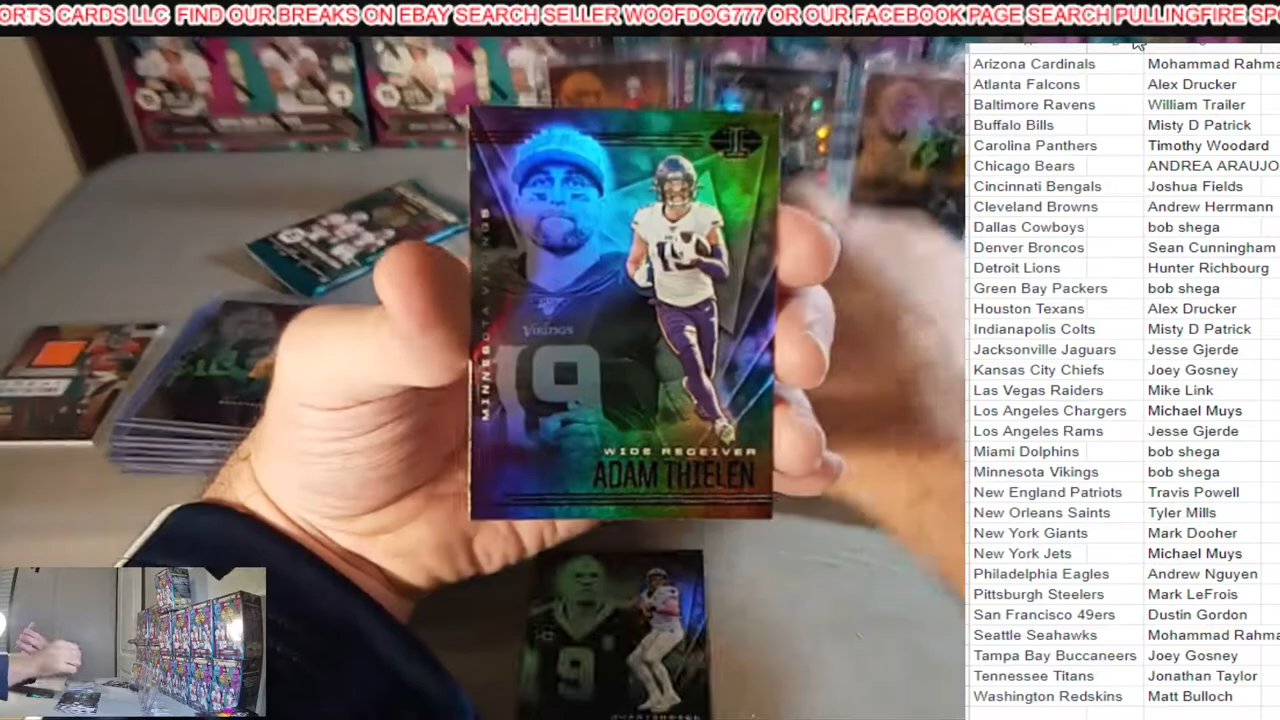 ORTS CARDS LLC FIND OUR BREAKS ON EBAY SEARCH SELLER WOOFDOG777 OR OUR FACEBOOK PAGE SEARCH PULLINGFIRE SP
Arizona Cardinals Mohammad Rahma
Atlanta Falcons Alex Drucker
Baltimore Ravens William Trailer
Buffalo Bills Misty D Patrick
Carolina Panthers Timothy Woodard
Chicago Bears ANDREA ARAUJO
Cincinnati Bengals Joshua Fields
Cleveland Browns Andrew Herrmann
Dallas Cowboys bob shega
Denver Broncos Sean Cunningham
Detroit Lions Hunter Richbourg
Green Bay Packers bob shega
Houston Texans Alex Drucker
Indianapolis Colts Misty D Patrick
Jacksonville Jaguars Jesse Gjerde
Kansas City Chiefs Joey Gosney
Las Vegas Raiders Mike Link
Los Angeles Chargers Michael Muys
Los Angeles Rams Jesse Gjerde
Miami Dolphins bob shega
Minnesota Vikings bob shega
New England Patriots Travis Powell
New Orleans Saints Tyler Mills
New York Giants Mark Dooher
New York Jets Michael Muys
Philadelphia Eagles Andrew Nguyen
Pittsburgh Steelers Mark LeFrois
San Francisco 49ers Dustin Gordon
Seattle Seahawks Mohammad Rahma
Tampa Bay Buccaneers Joey Gosney
Tennessee Titans Jonathan Taylor
Washington Redskins Matt Bulloch
MINNESOTA VIKINGS
VIKINGS
19
19
WIDE RECEIVER
ADAM THIELEN
9